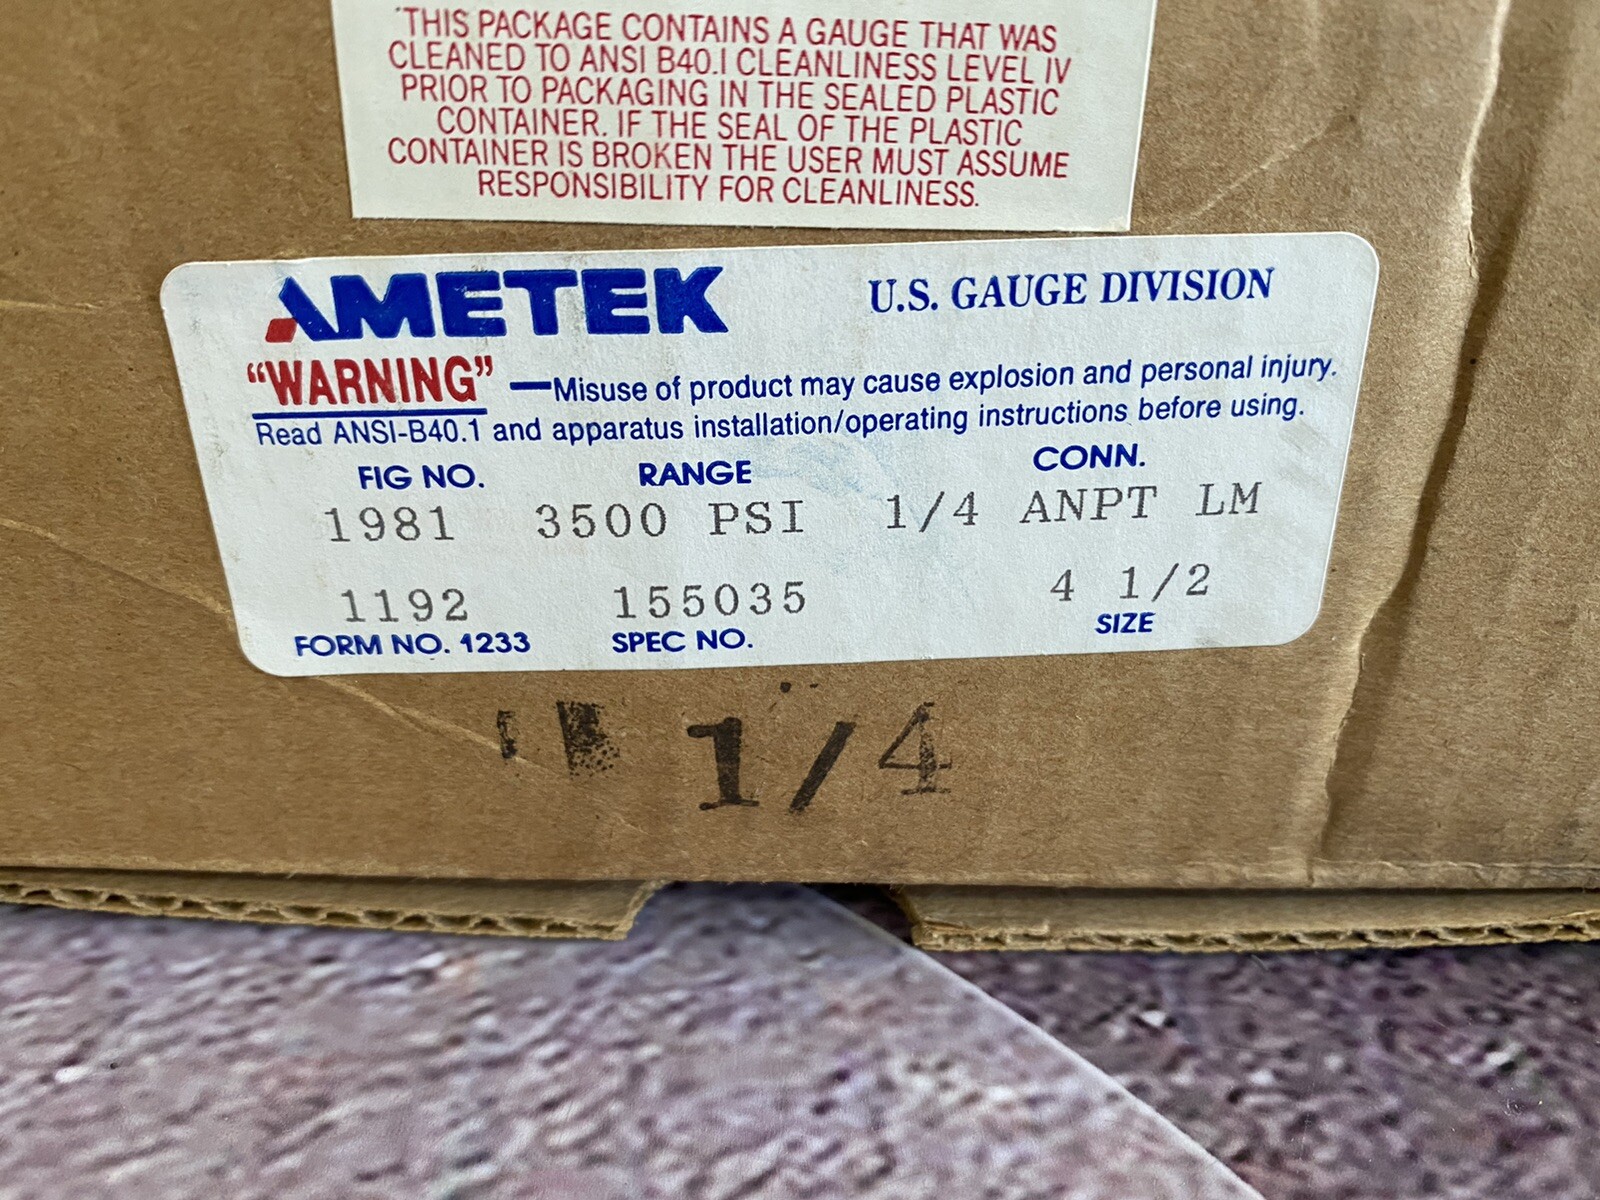 "THIS PACKAGE CONTAINS A GAUGE THAT WAS
CLEANED TO ANSI B40.1 CLEANLINESS LEVEL IV
PRIOR TO PACKAGING IN THE SEALED PLASTIC
CONTAINER. IF THE SEAL OF THE PLASTIC
CONTAINER IS BROKEN THE USER MUST ASSUME
RESPONSIBILITY FOR CLEANLINESS.
AMETEK U.S. GAUGE DIVISION
"WARNING" —Misuse of product may cause explosion and personal injury.
Read ANSI-B40.1 and apparatus installation/operating instructions before using.
FIG NO. RANGE CONN.
1981 3500 PSI 1/4 ANPT LM
1192 155035 4 1/2
FORM NO. 1233 SPEC NO. SIZE
1/4